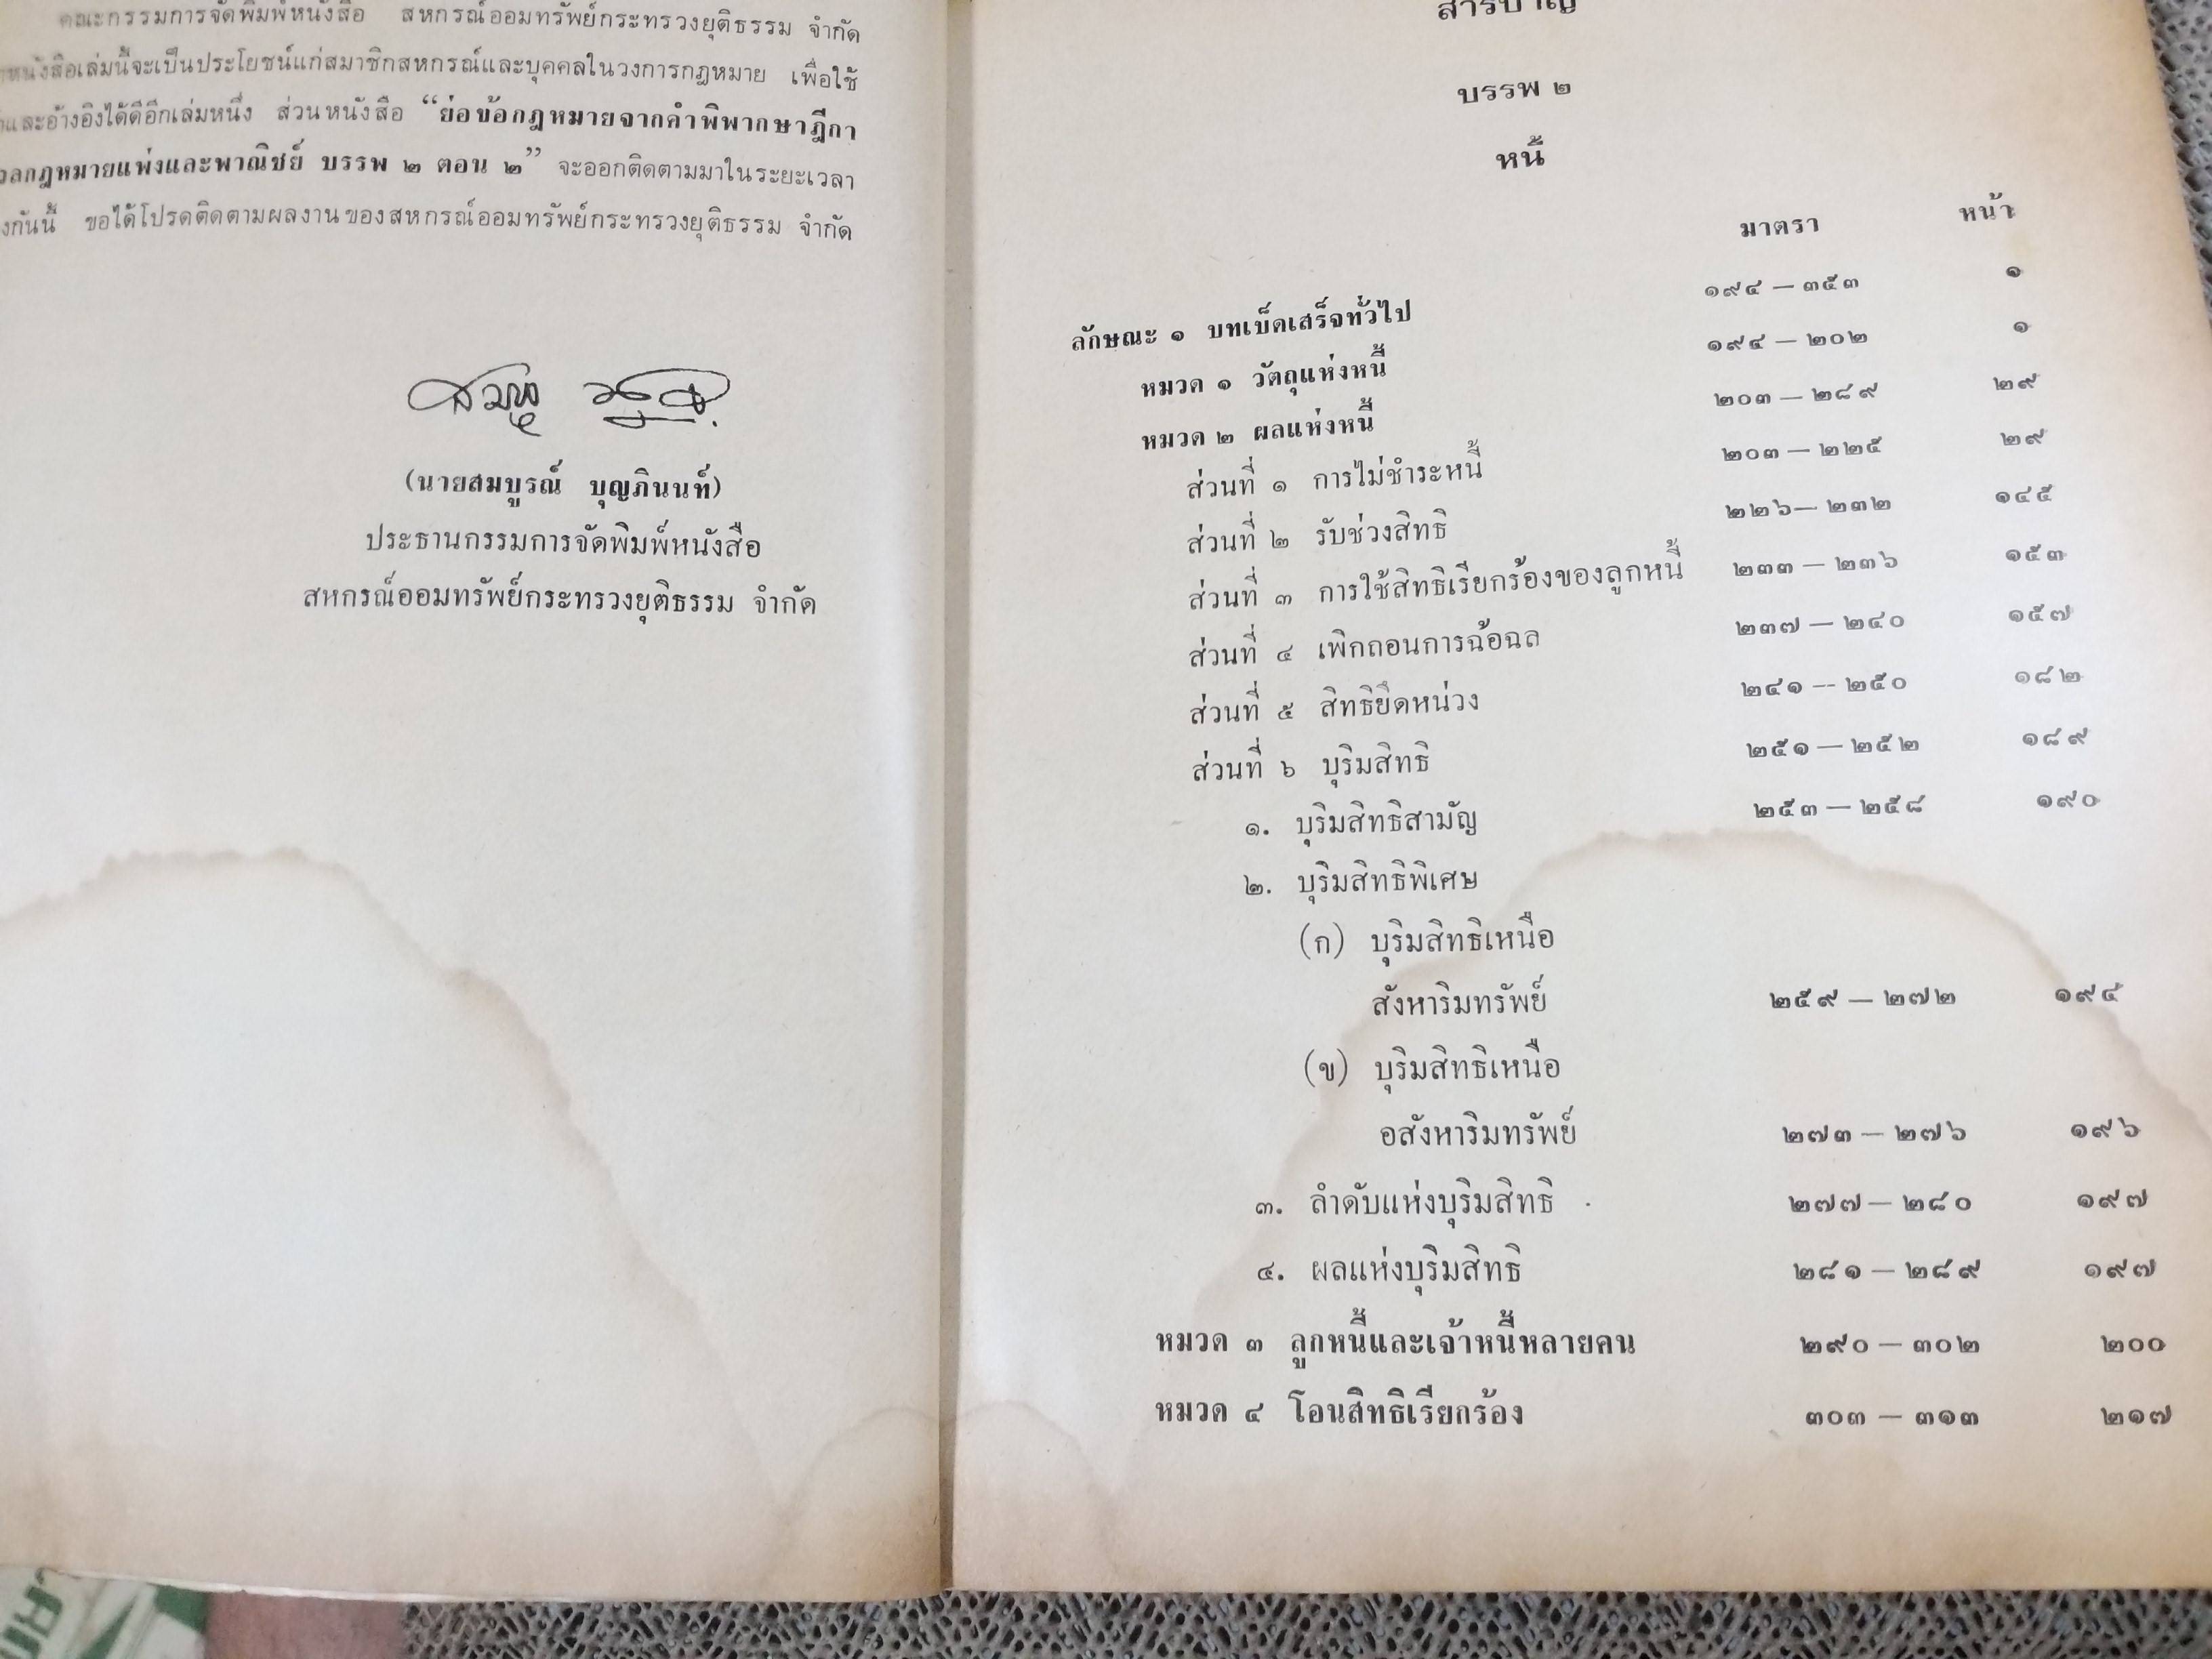 คณะกรรมการจัดพิมพ์หนังสือ สหกรณ์ออมทรัพย์กระทรวงยุติธรรม จำกัด
หนังสือเล่มนี้จะเป็นประโยชน์แก่สมาชิกสหกรณ์และบุคคลในวงการกฎหมาย เพื่อใช้
และอ้างอิงได้ดีอีกเล่มหนึ่ง ส่วนหนังสือ “ย่อข้อกฎหมายจากคำพิพากษาฎีกา
กฎหมายแพ่งและพาณิชย์ บรรพ ๒ ตอน ๒” จะออกติดตามมาในระยะเวลา
กันนี้ ขอได้โปรดติดตามผลงานของสหกรณ์ออมทรัพย์กระทรวงยุติธรรม จำกัด
(นายสมบูรณ์ บุญภินนท์)
ประธานกรรมการจัดพิมพ์หนังสือ
สหกรณ์ออมทรัพย์กระทรวงยุติธรรม จำกัด
สารบาญ
บรรพ ๒
หนี้
มาตรา หน้า
ลักษณะ ๑ บทเบ็ดเสร็จทั่วไป ๑๙๔ — ๓๕๓ ๑
หมวด ๑ วัตถุแห่งหนี้ ๑๙๔ — ๒๐๒ ๑
หมวด ๒ ผลแห่งหนี้ ๒๐๓ — ๒๘๙ ๒๙
ส่วนที่ ๑ การไม่ชำระหนี้ ๒๐๓ — ๒๒๕ ๒๙
ส่วนที่ ๒ รับช่วงสิทธิ ๒๒๖ — ๒๓๒ ๑๔๕
ส่วนที่ ๓ การใช้สิทธิเรียกร้องของลูกหนี้ ๒๓๓ — ๒๓๖ ๑๕๓
ส่วนที่ ๔ เพิกถอนการฉ้อฉล ๒๓๗ — ๒๔๐ ๑๕๗
ส่วนที่ ๕ สิทธิยึดหน่วง ๒๔๑ — ๒๕๐ ๑๘๒
ส่วนที่ ๖ บุริมสิทธิ ๒๕๑ — ๒๕๒ ๑๘๙
๑. บุริมสิทธิสามัญ ๒๕๓ — ๒๕๘ ๑๙๐
๒. บุริมสิทธิพิเศษ
(ก) บุริมสิทธิเหนือ
สังหาริมทรัพย์ ๒๕๙ — ๒๗๒ ๑๙๔
(ข) บุริมสิทธิเหนือ
อสังหาริมทรัพย์ ๒๗๓ — ๒๗๖ ๑๙๖
๓. ลำดับแห่งบุริมสิทธิ ๒๗๗ — ๒๘๐ ๑๙๗
๔. ผลแห่งบุริมสิทธิ ๒๘๑ — ๒๘๙ ๑๙๗
หมวด ๓ ลูกหนี้และเจ้าหนี้หลายคน ๒๙๐ — ๓๐๒ ๒๐๐
หมวด ๔ โอนสิทธิเรียกร้อง ๓๐๓ — ๓๑๓ ๒๑๗